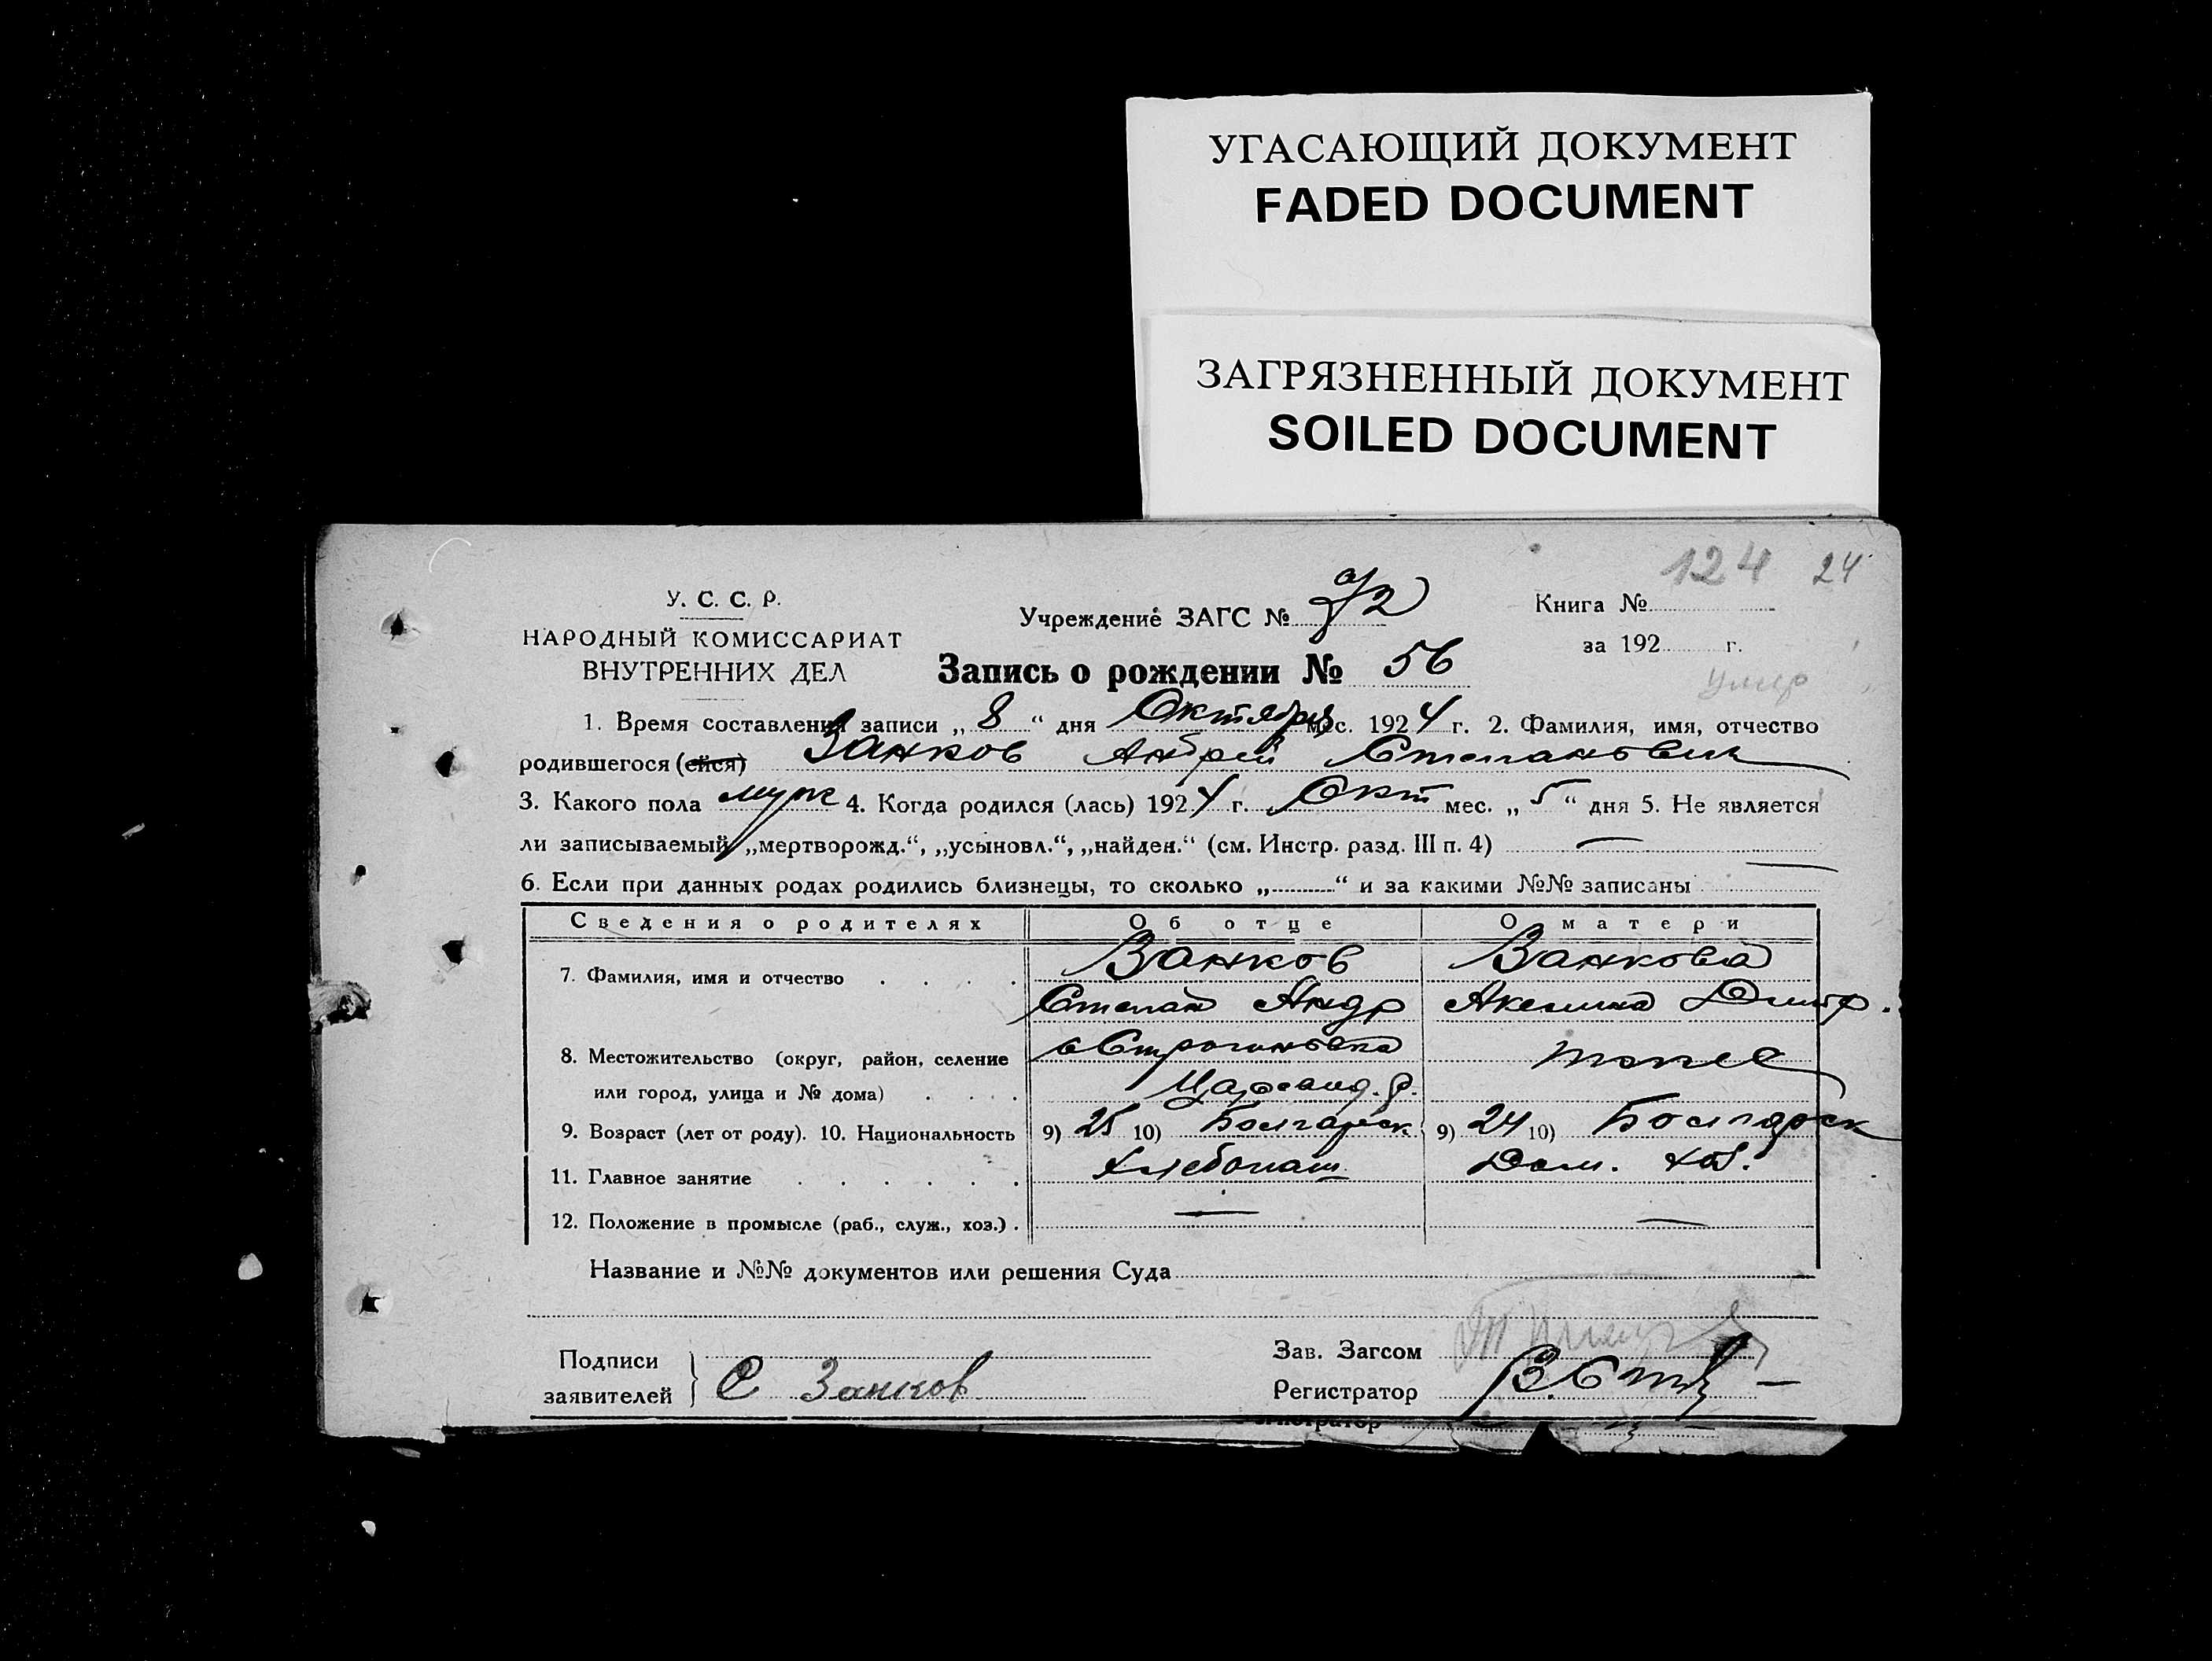 УГАСАЮЩИЙ ДОКУМЕНТ
FADED DOCUMENT
ЗАГРЯЗНЕННЫЙ ДОКУМЕНТ
SOILED DOCUMENT
124 24
У. С. С. Р.
НАРОДНЫЙ КОМИССАРИАТ
ВНУТРЕННИХ ДЕЛ
Учреждение ЗАГС №
Книга №
за 192 г.
умер
Запись о рождении № 56
1. Время составления записи „ 8 “ дня Октября мес. 1924 г. 2. Фамилия, имя, отчество
родившегося (ейся) Занков Андрей Степанович
3. Какого пола муж 4. Когда родился (лась) 1924 г. Окт мес. „ 5 “ дня 5. Не является
ли записываемый „мертворожд.“, „усыновл.“, „найден.“ (см. Инстр. разд. III п. 4) —
6. Если при данных родах родились близнецы, то сколько „ “ и за какими №№ записаны —
Сведения о родителях Об отце О матери
7. Фамилия, имя и отчество Занков Занкова
Степан Андр Акелина Дмитр.
8. Местожительство (округ, район, селение тоже
или город, улица и № дома)
9. Возраст (лет от роду). 10. Национальность 9) 25 10) Болгарск 9) 24 10) Болгарск
11. Главное занятие Хлебопаш Дом. хоз.
12. Положение в промысле (раб., служ., хоз.) — —
Название и №№ документов или решения Суда
Подписи
заявителей С Занков
Зав. Загсом
Регистратор